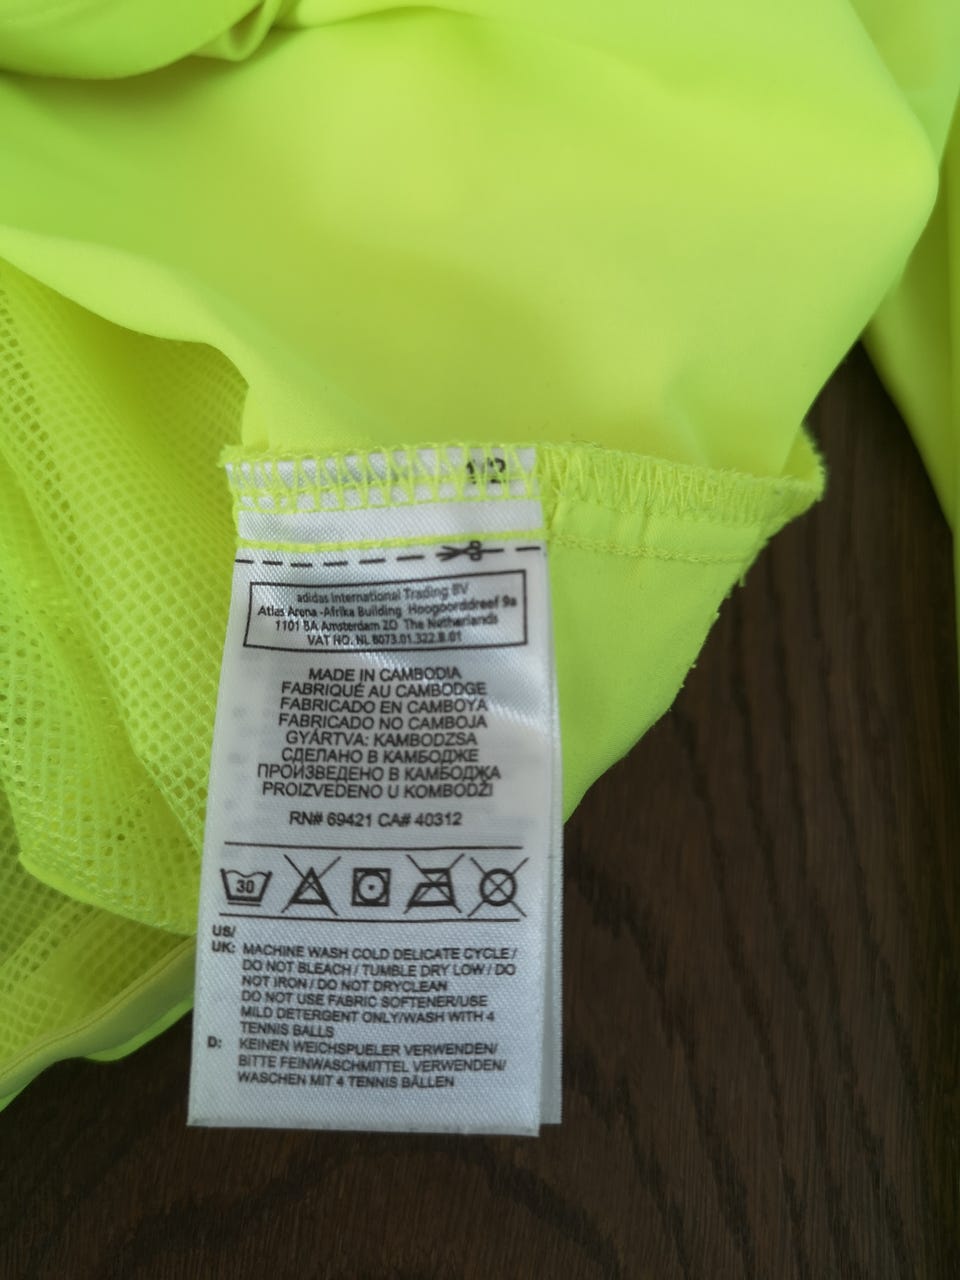 adidas International Trading BV
Atlas Arena -Afrika Building Hoogoorddreef 9a
1101 BA Amsterdam ZO The Netherlands
VAT NO. NL 8073.01.322.B.01
MADE IN CAMBODIA
FABRIQUÉ AU CAMBODGE
FABRICADO EN CAMBOYA
FABRICADO NO CAMBOJA
GYÁRTVA: KAMBODZSA
СДЕЛАНО В КАМБОДЖЕ
ПРОИЗВЕДЕНО В КАМБОДЖА
PROIZVEDENO U KOMBODŽI
RN# 69421 CA# 40312
30
US/
UK: MACHINE WASH COLD DELICATE CYCLE /
DO NOT BLEACH / TUMBLE DRY LOW / DO
NOT IRON / DO NOT DRYCLEAN
DO NOT USE FABRIC SOFTENER/USE
MILD DETERGENT ONLY/WASH WITH 4
TENNIS BALLS
D: KEINEN WEICHSPUELER VERWENDEN/
BITTE FEINWASCHMITTEL VERWENDEN/
WASCHEN MIT 4 TENNIS BÄLLEN